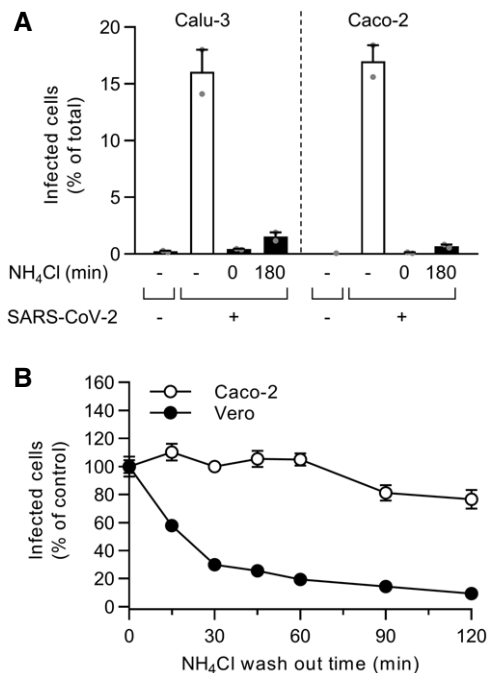 A
Calu-3 Caco-2
20
15
10
5
0
Infected cells
(% of total)
NH₄Cl (min) - - 0 180 - - 0 180
SARS-CoV-2 - + - +
B
Caco-2
Vero
160
140
120
100
80
60
40
20
0
Infected cells
(% of control)
0 30 60 90 120
NH₄Cl wash out time (min)